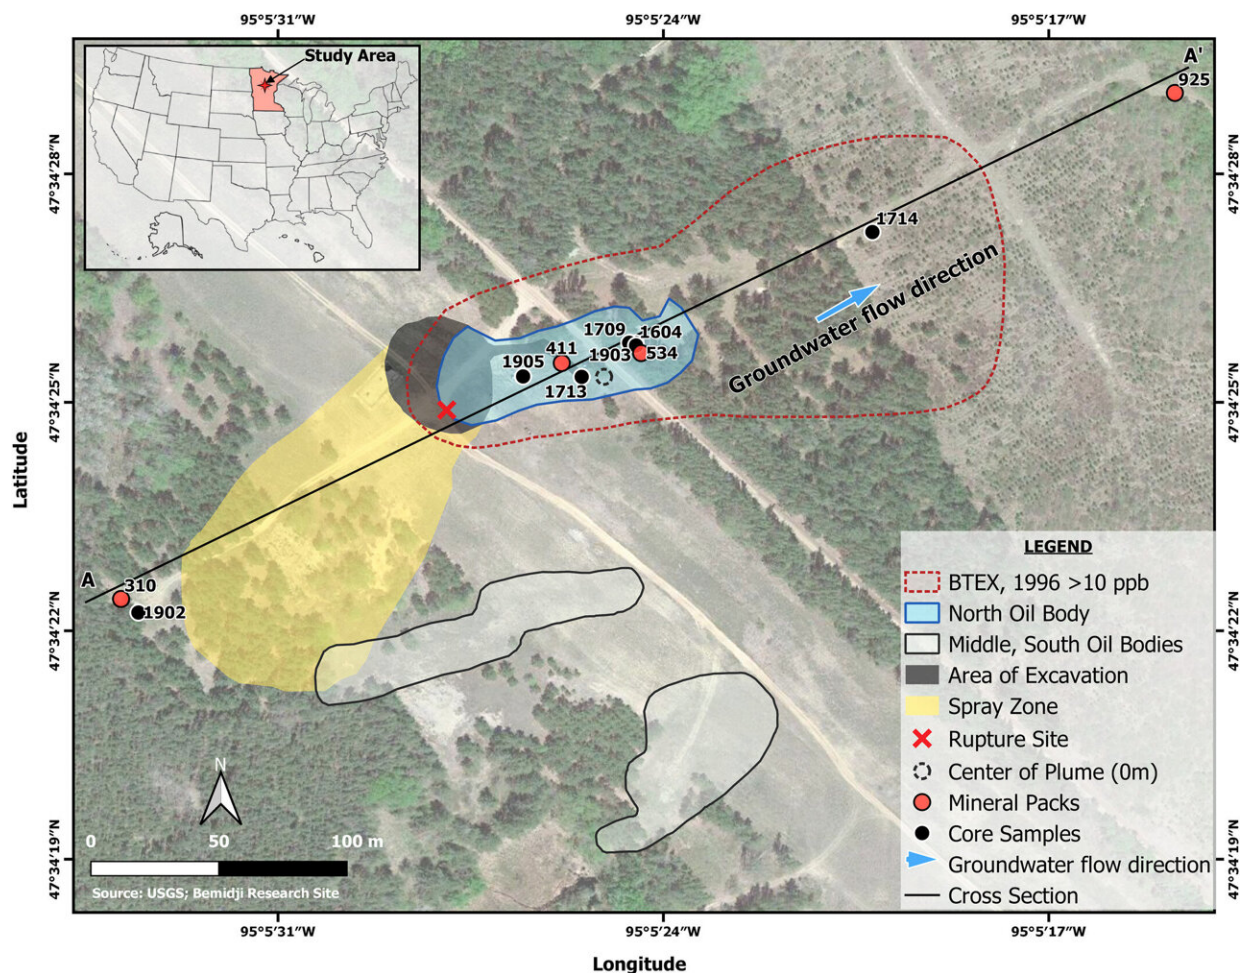 95°5'31"W
95°5'24"W
95°5'17"W
Study Area
A'
925
47°34'28"N
47°34'28"N
1714
Groundwater flow direction
1709
1604
411
1903
534
1905
1713
47°34'25"N
47°34'25"N
Latitude
A
310
1902
47°34'22"N
47°34'22"N
LEGEND
BTEX, 1996 >10 ppb
North Oil Body
Middle, South Oil Bodies
Area of Excavation
Spray Zone
Rupture Site
Center of Plume (0m)
Mineral Packs
Core Samples
Groundwater flow direction
Cross Section
N
0 50 100 m
Source: USGS; Bemidji Research Site
47°34'19"N
47°34'19"N
95°5'31"W
95°5'24"W
95°5'17"W
Longitude